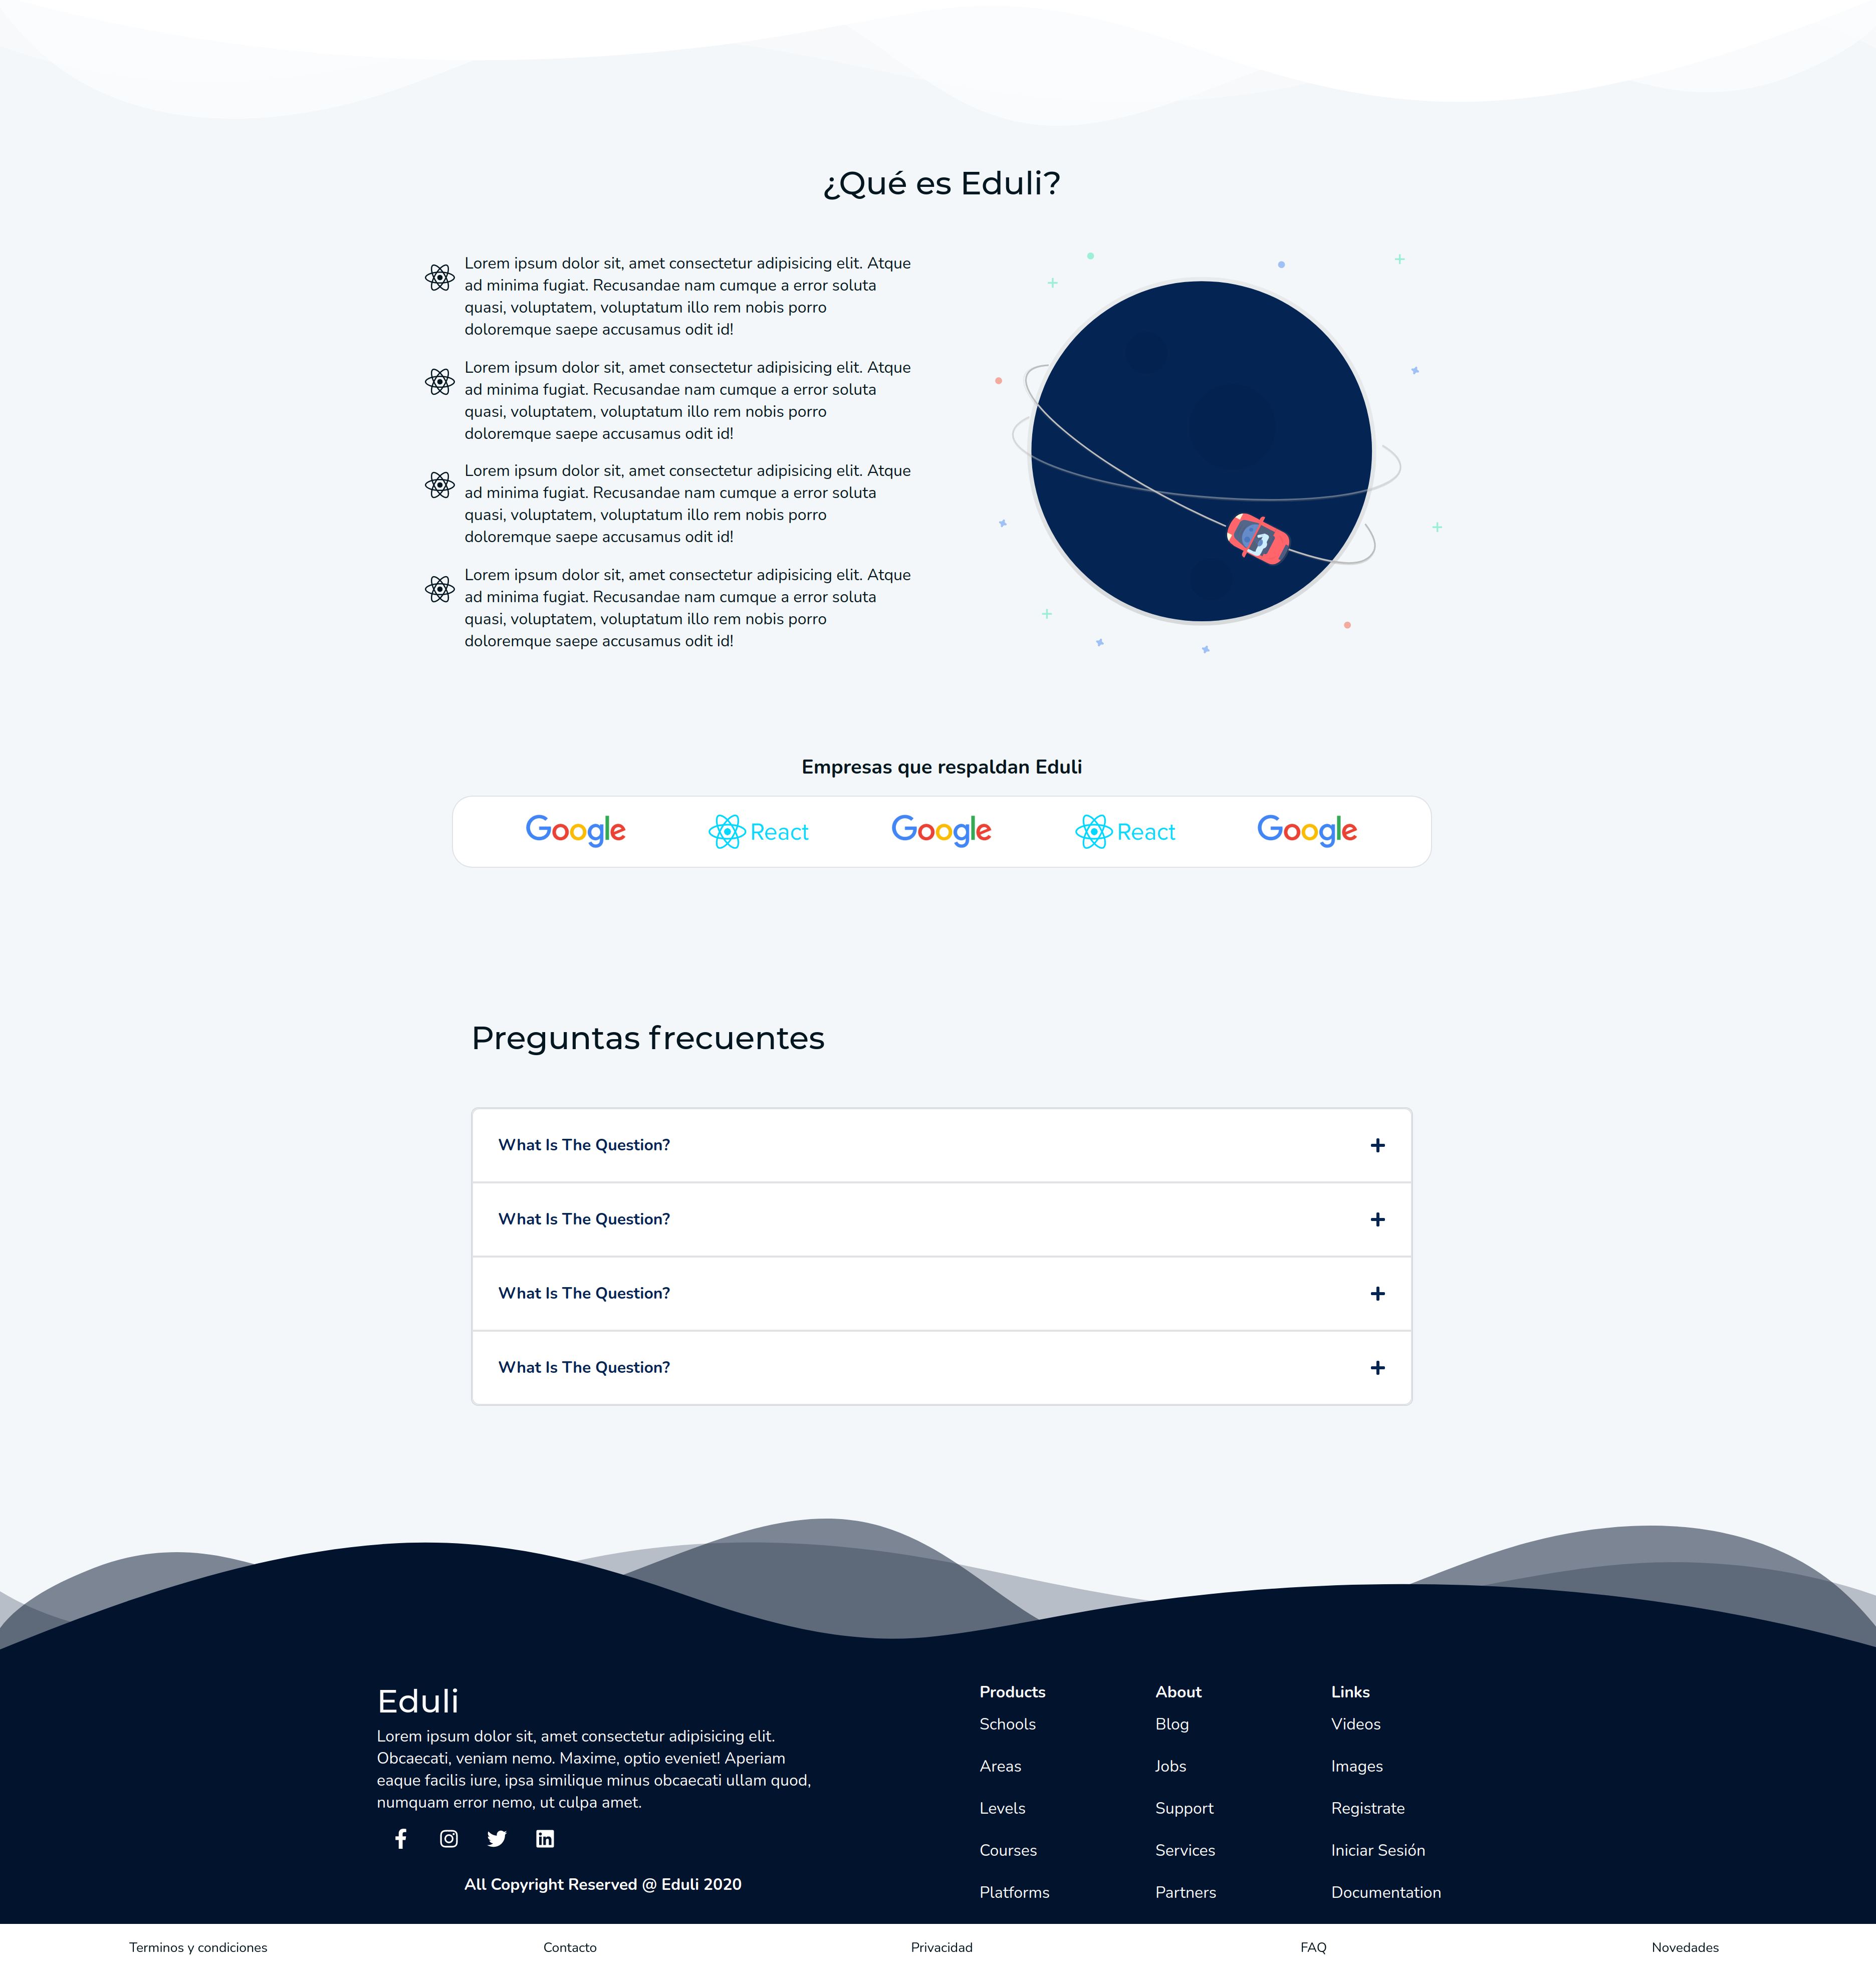 ¿Qué es Eduli?
Lorem ipsum dolor sit, amet consectetur adipisicing elit. Atque
ad minima fugiat. Recusandae nam cumque a error soluta
quasi, voluptatem, voluptatum illo rem nobis porro
doloremque saepe accusamus odit id!
Lorem ipsum dolor sit, amet consectetur adipisicing elit. Atque
ad minima fugiat. Recusandae nam cumque a error soluta
quasi, voluptatem, voluptatum illo rem nobis porro
doloremque saepe accusamus odit id!
Lorem ipsum dolor sit, amet consectetur adipisicing elit. Atque
ad minima fugiat. Recusandae nam cumque a error soluta
quasi, voluptatem, voluptatum illo rem nobis porro
doloremque saepe accusamus odit id!
Lorem ipsum dolor sit, amet consectetur adipisicing elit. Atque
ad minima fugiat. Recusandae nam cumque a error soluta
quasi, voluptatem, voluptatum illo rem nobis porro
doloremque saepe accusamus odit id!
Empresas que respaldan Eduli
Google React Google React Google
Preguntas frecuentes
What Is The Question?
What Is The Question?
What Is The Question?
What Is The Question?
Eduli
Lorem ipsum dolor sit, amet consectetur adipisicing elit.
Obcaecati, veniam nemo. Maxime, optio eveniet! Aperiam
eaque facilis iure, ipsa similique minus obcaecati ullam quod,
numquam error nemo, ut culpa amet.
All Copyright Reserved @ Eduli 2020
Products
Schools
Areas
Levels
Courses
Platforms
About
Blog
Jobs
Support
Services
Partners
Links
Videos
Images
Registrate
Iniciar Sesión
Documentation
Terminos y condiciones Contacto Privacidad FAQ Novedades